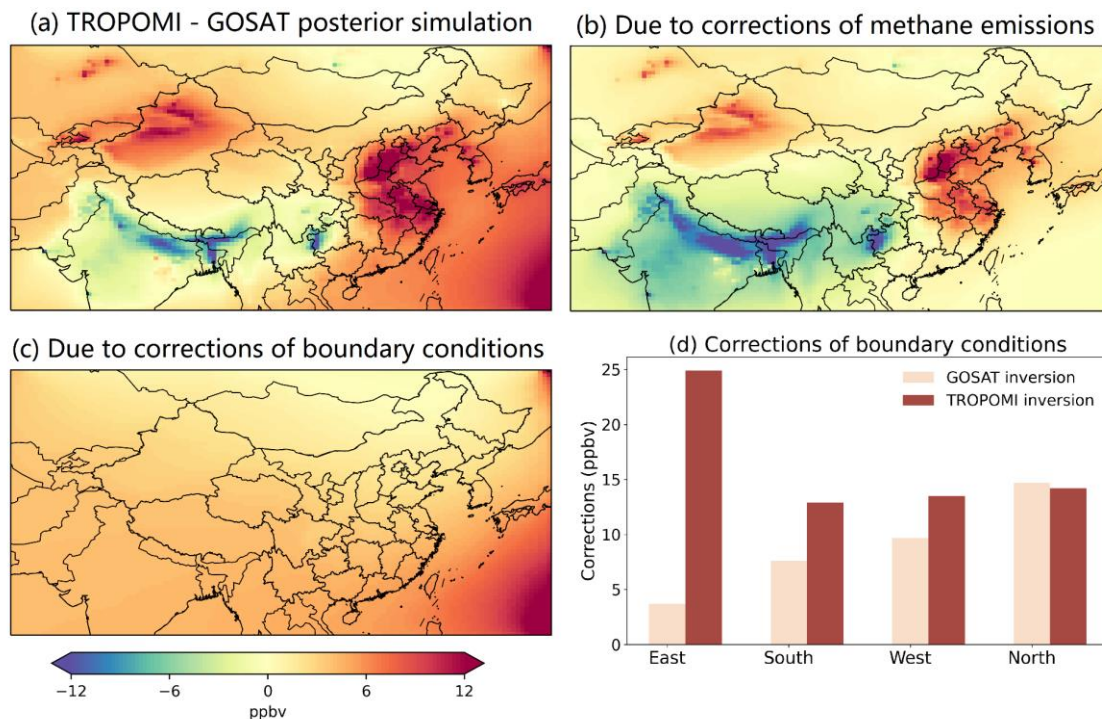 (a) TROPOMI - GOSAT posterior simulation
(b) Due to corrections of methane emissions
(c) Due to corrections of boundary conditions
−12 −6 0 6 12
ppbv
(d) Corrections of boundary conditions
GOSAT inversion
TROPOMI inversion
Corrections (ppbv)
25
20
15
10
5
0
East South West North